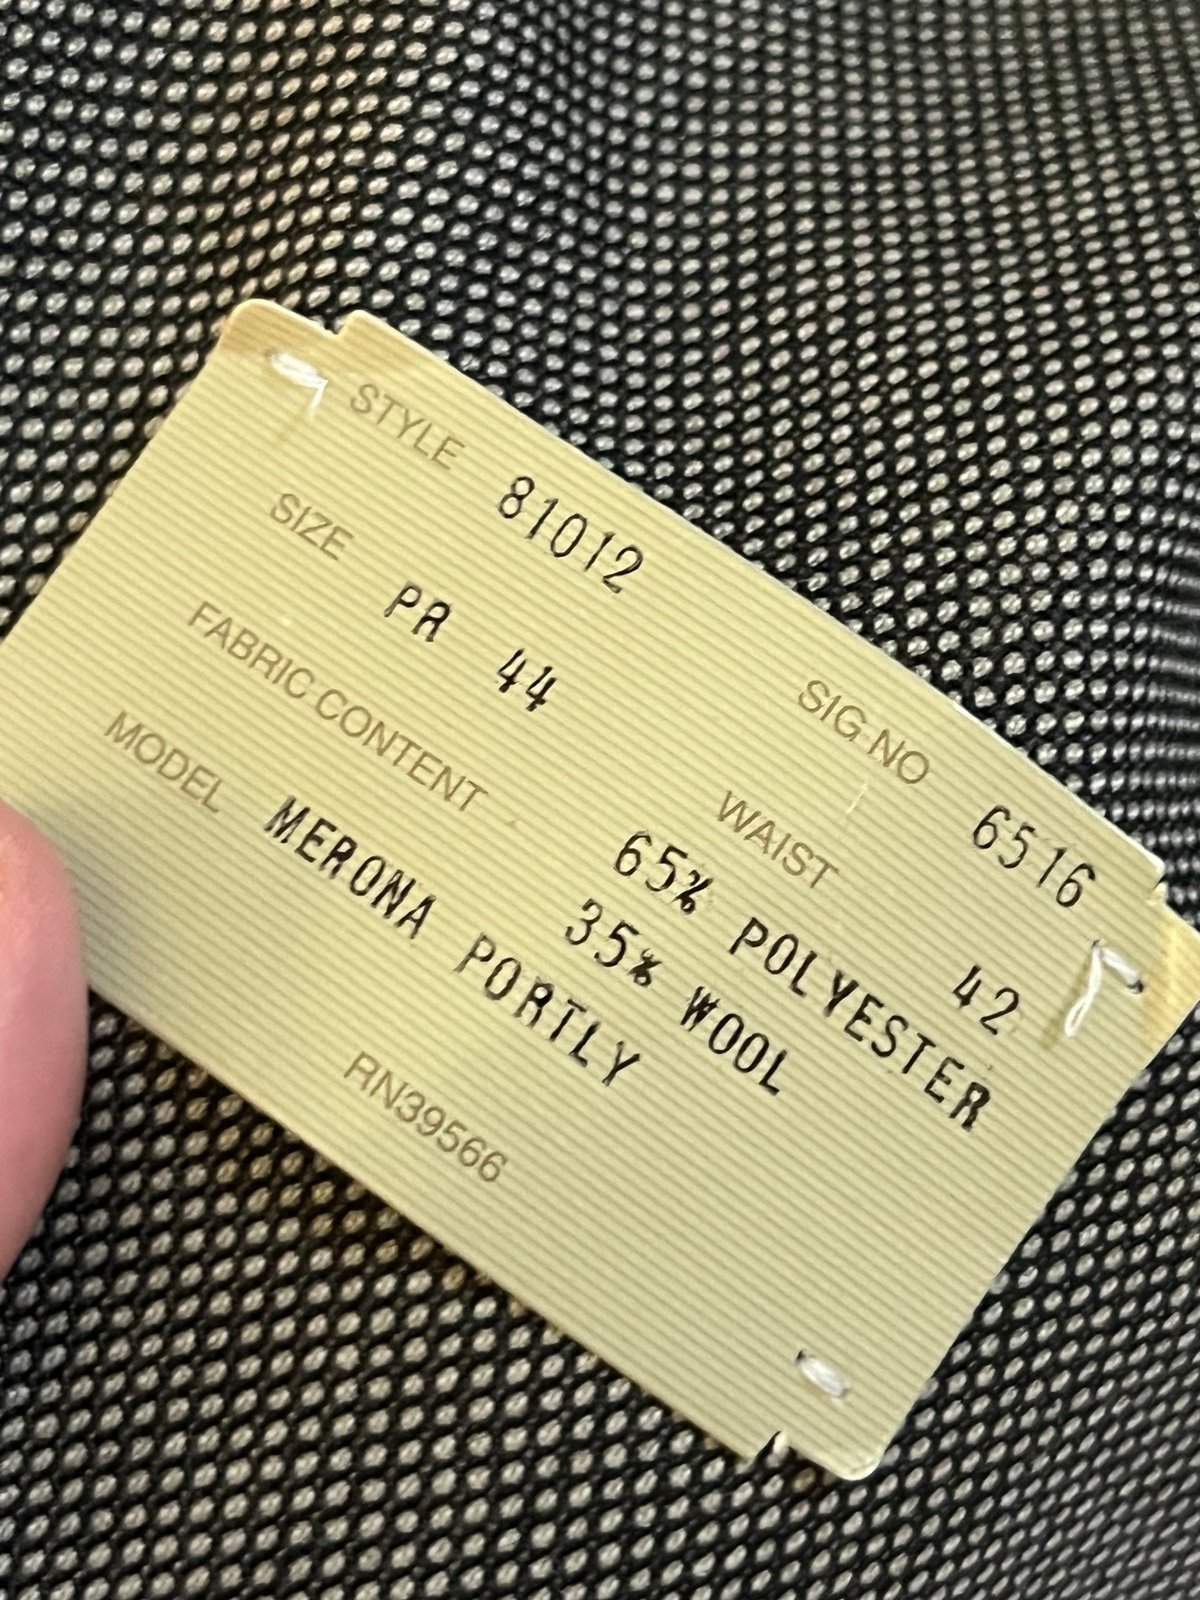 STYLE 81012 SIG NO 6516
SIZE PR 44 WAIST 42
FABRIC CONTENT 65% POLYESTER
35% WOOL
MODEL MERONA PORTLY
RN39566